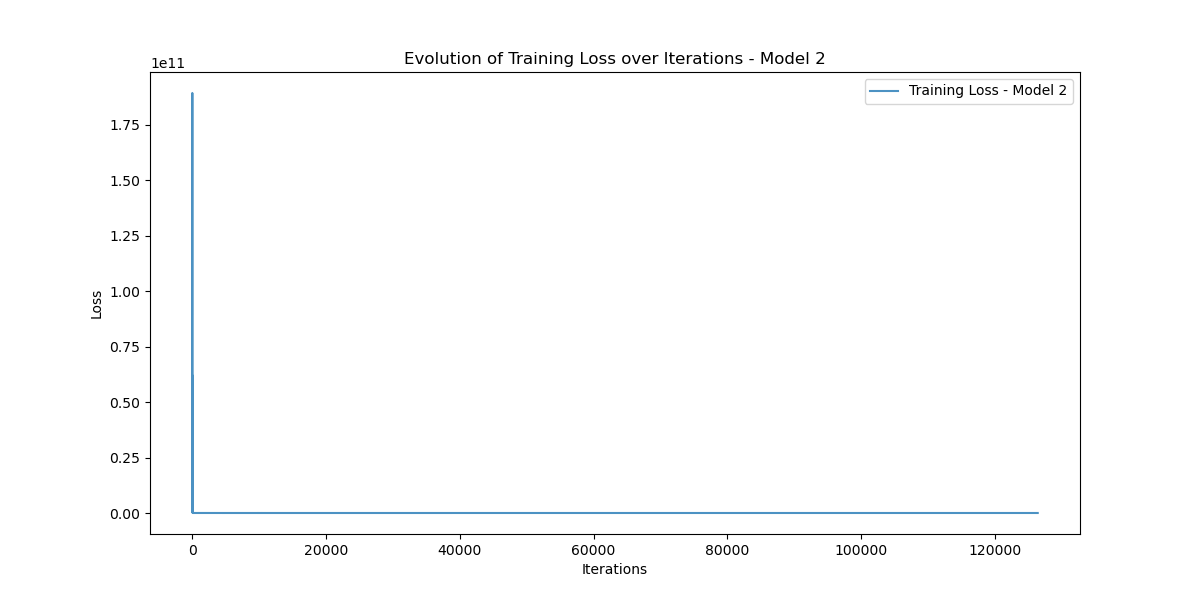 Evolution of Training Loss over Iterations - Model 2
1e11
Training Loss - Model 2
1.75
1.50
1.25
1.00
0.75
0.50
0.25
0.00
Loss
0 20000 40000 60000 80000 100000 120000
Iterations